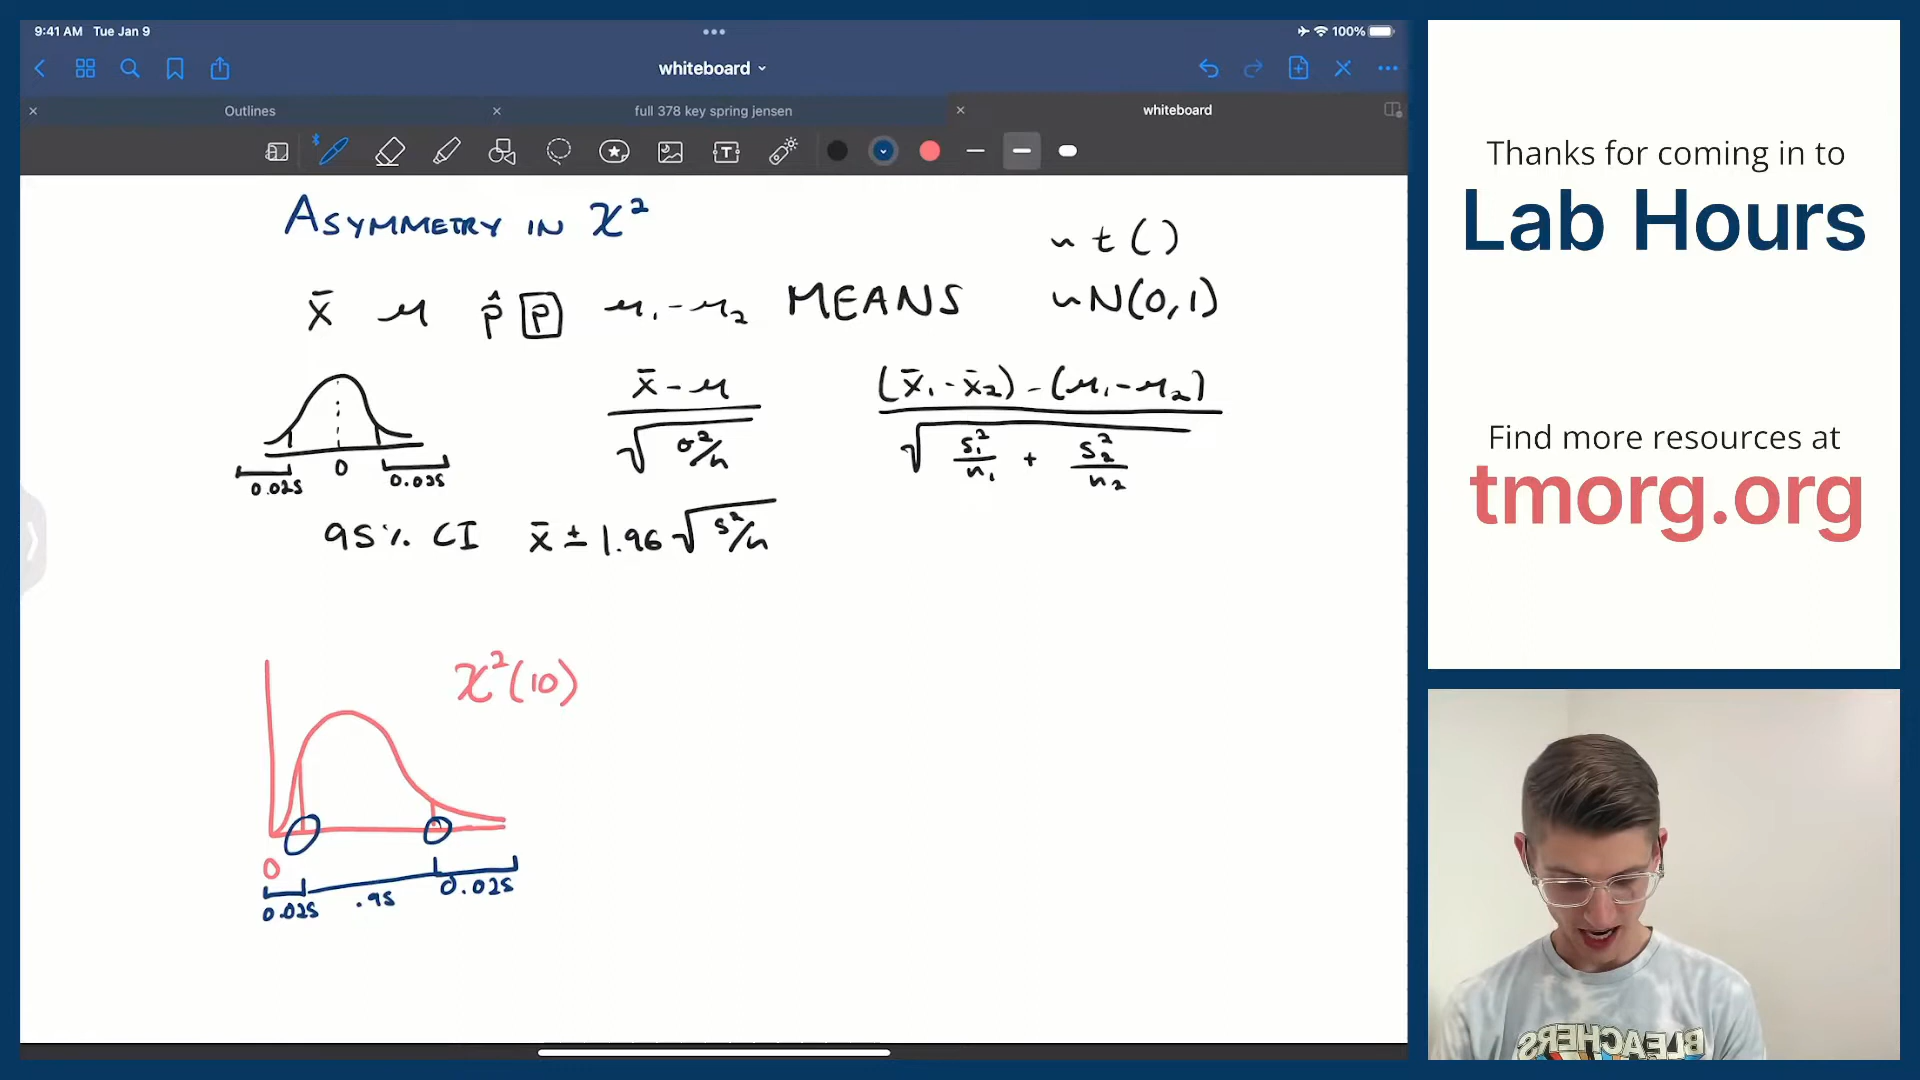 9:41 AM Tue Jan 9
100%
whiteboard
Outlines
full 378 key spring jensen
whiteboard
ASYMMETRY IN χ²
~ t ( )
x̄ μ p̂ p μ₁-μ₂ MEANS ~N(0,1)
x̄ - μ
√σ²/n
(x̄₁-x̄₂) - (μ₁-μ₂)
√ s₁²/n₁ + s₂²/n₂
0.025 0 0.025
95% CI x̄ ± 1.96 √s²/n
χ²(10)
0
0.025 .95 0.025
Thanks for coming in to
Lab Hours
Find more resources at
tmorg.org
BLEACHERS